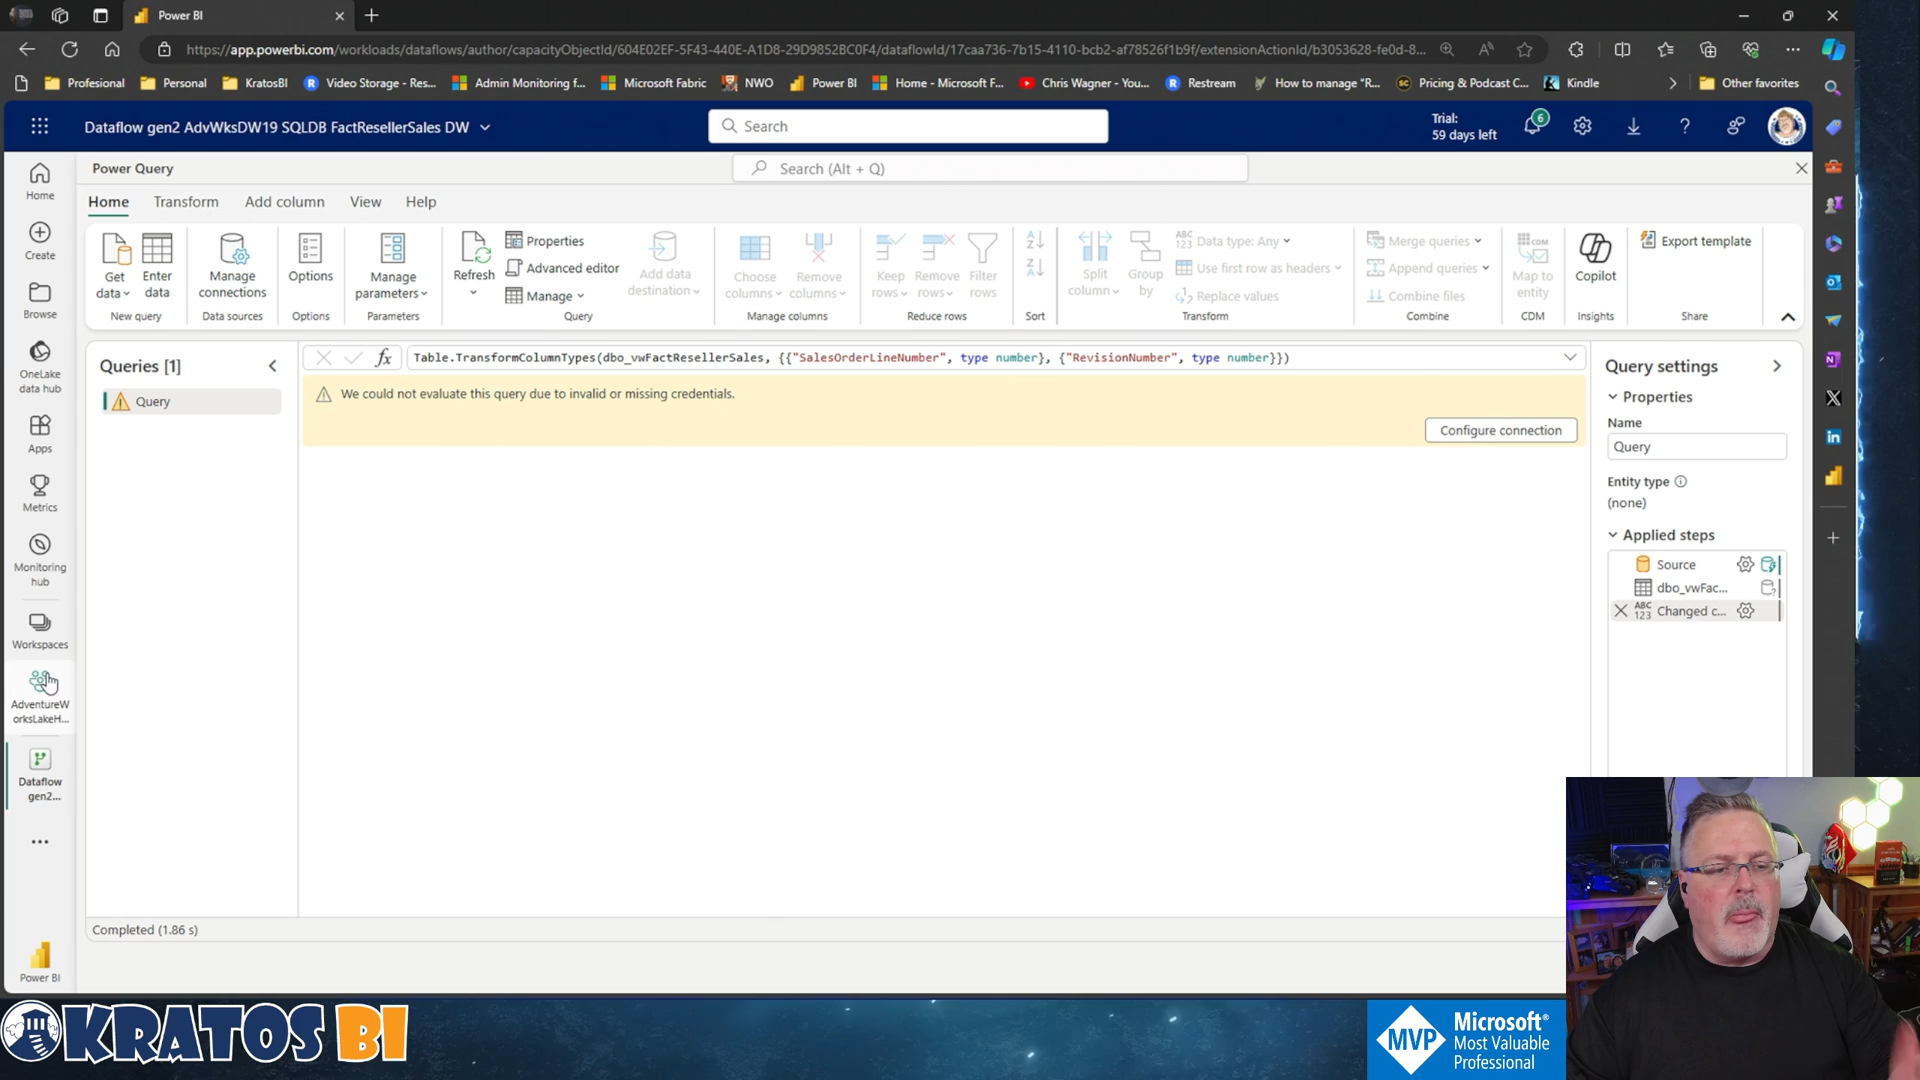 Power BI
https://app.powerbi.com/workloads/dataflows/author/capacityObjectId/604E02EF-5F43-440E-A1D8-29D9852BC0F4/dataflowId/17caa736-7b15-4110-bcb2-af78526f1b9f/extensionActionId/b3053628-fe0d-8...
Profesional
Personal
KratosBI
Video Storage - Res...
Admin Monitoring f...
Microsoft Fabric
NWO
Power BI
Home - Microsoft F...
Chris Wagner - You...
Restream
How to manage "R...
Pricing & Podcast C...
Kindle
Other favorites
Dataflow gen2 AdvWksDW19 SQLDB FactResellerSales DW
Search
Trial:
59 days left
6
Power Query
Search (Alt + Q)
Home
Transform
Add column
View
Help
Get
data
Enter
data
New query
Manage
connections
Data sources
Options
Options
Manage
parameters
Parameters
Refresh
Properties
Advanced editor
Manage
Query
Add data
destination
Choose
columns
Remove
columns
Manage columns
Keep
rows
Remove
rows
Filter
rows
Reduce rows
Sort
Split
column
Group
by
Data type: Any
Use first row as headers
Replace values
Transform
Merge queries
Append queries
Combine files
Combine
Map to
entity
CDM
Copilot
Insights
Export template
Share
Home
Create
Browse
OneLake
data hub
Apps
Metrics
Monitoring
hub
Workspaces
AdventureW
orksLakeH...
Dataflow
gen2...
Power BI
Queries [1]
Query
fx
Table.TransformColumnTypes(dbo_vwFactResellerSales, {{"SalesOrderLineNumber", type number}, {"RevisionNumber", type number}})
We could not evaluate this query due to invalid or missing credentials.
Configure connection
Query settings
Properties
Name
Query
Entity type
(none)
Applied steps
Source
dbo_vwFac...
ABC
123
Changed c...
Completed (1.86 s)
KRATOS BI
MVP
Microsoft®
Most Valuable
Professional